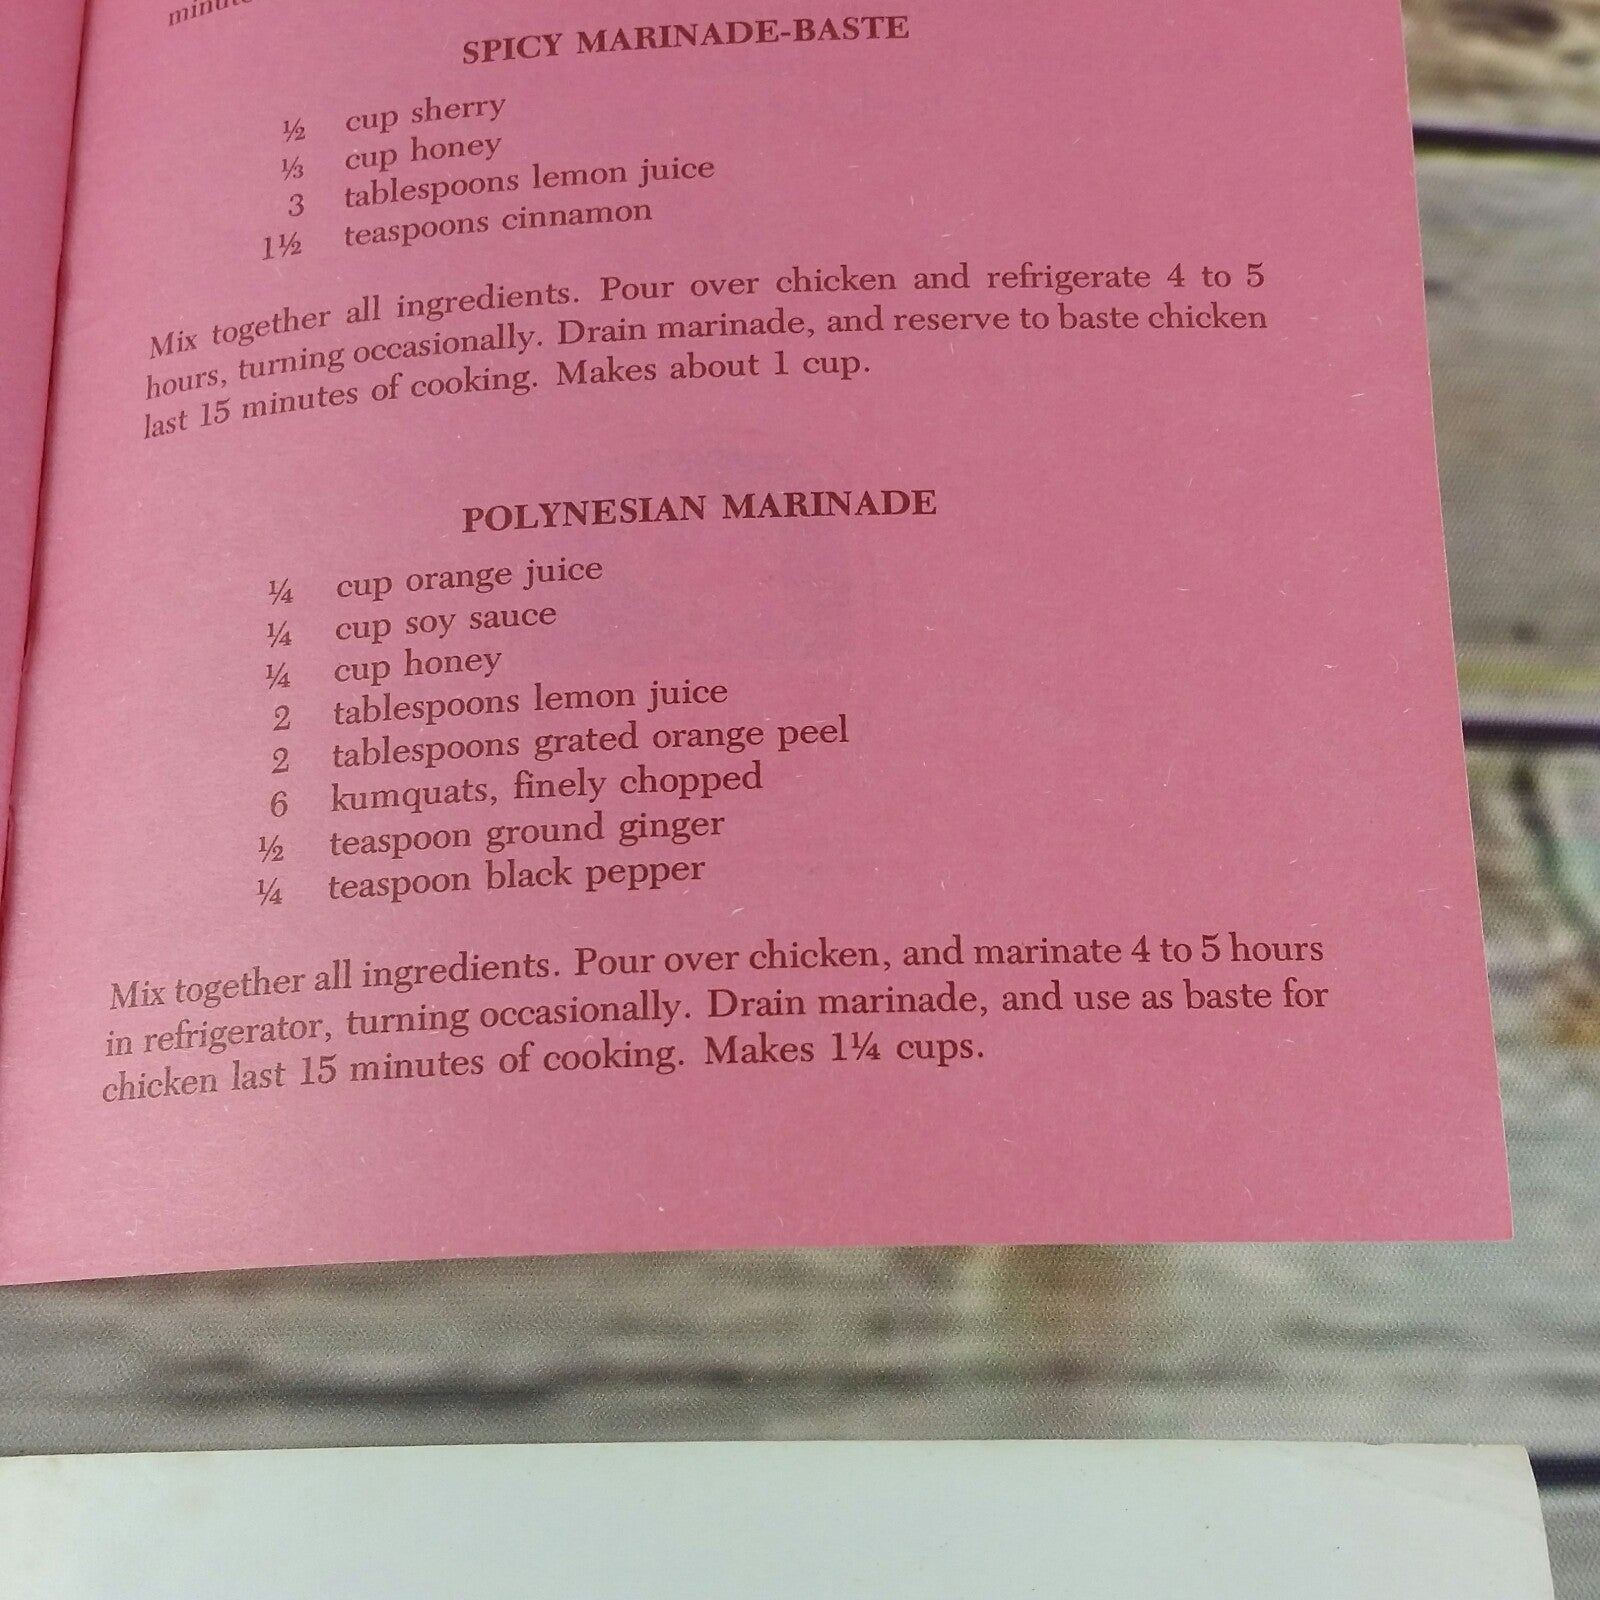 SPICY MARINADE-BASTE
½ cup sherry
⅓ cup honey
3 tablespoons lemon juice
1½ teaspoons cinnamon
Mix together all ingredients. Pour over chicken and refrigerate 4 to 5
hours, turning occasionally. Drain marinade, and reserve to baste chicken
last 15 minutes of cooking. Makes about 1 cup.
POLYNESIAN MARINADE
¼ cup orange juice
¼ cup soy sauce
¼ cup honey
2 tablespoons lemon juice
2 tablespoons grated orange peel
6 kumquats, finely chopped
½ teaspoon ground ginger
¼ teaspoon black pepper
Mix together all ingredients. Pour over chicken, and marinate 4 to 5 hours
in refrigerator, turning occasionally. Drain marinade, and use as baste for
chicken last 15 minutes of cooking. Makes 1¼ cups.